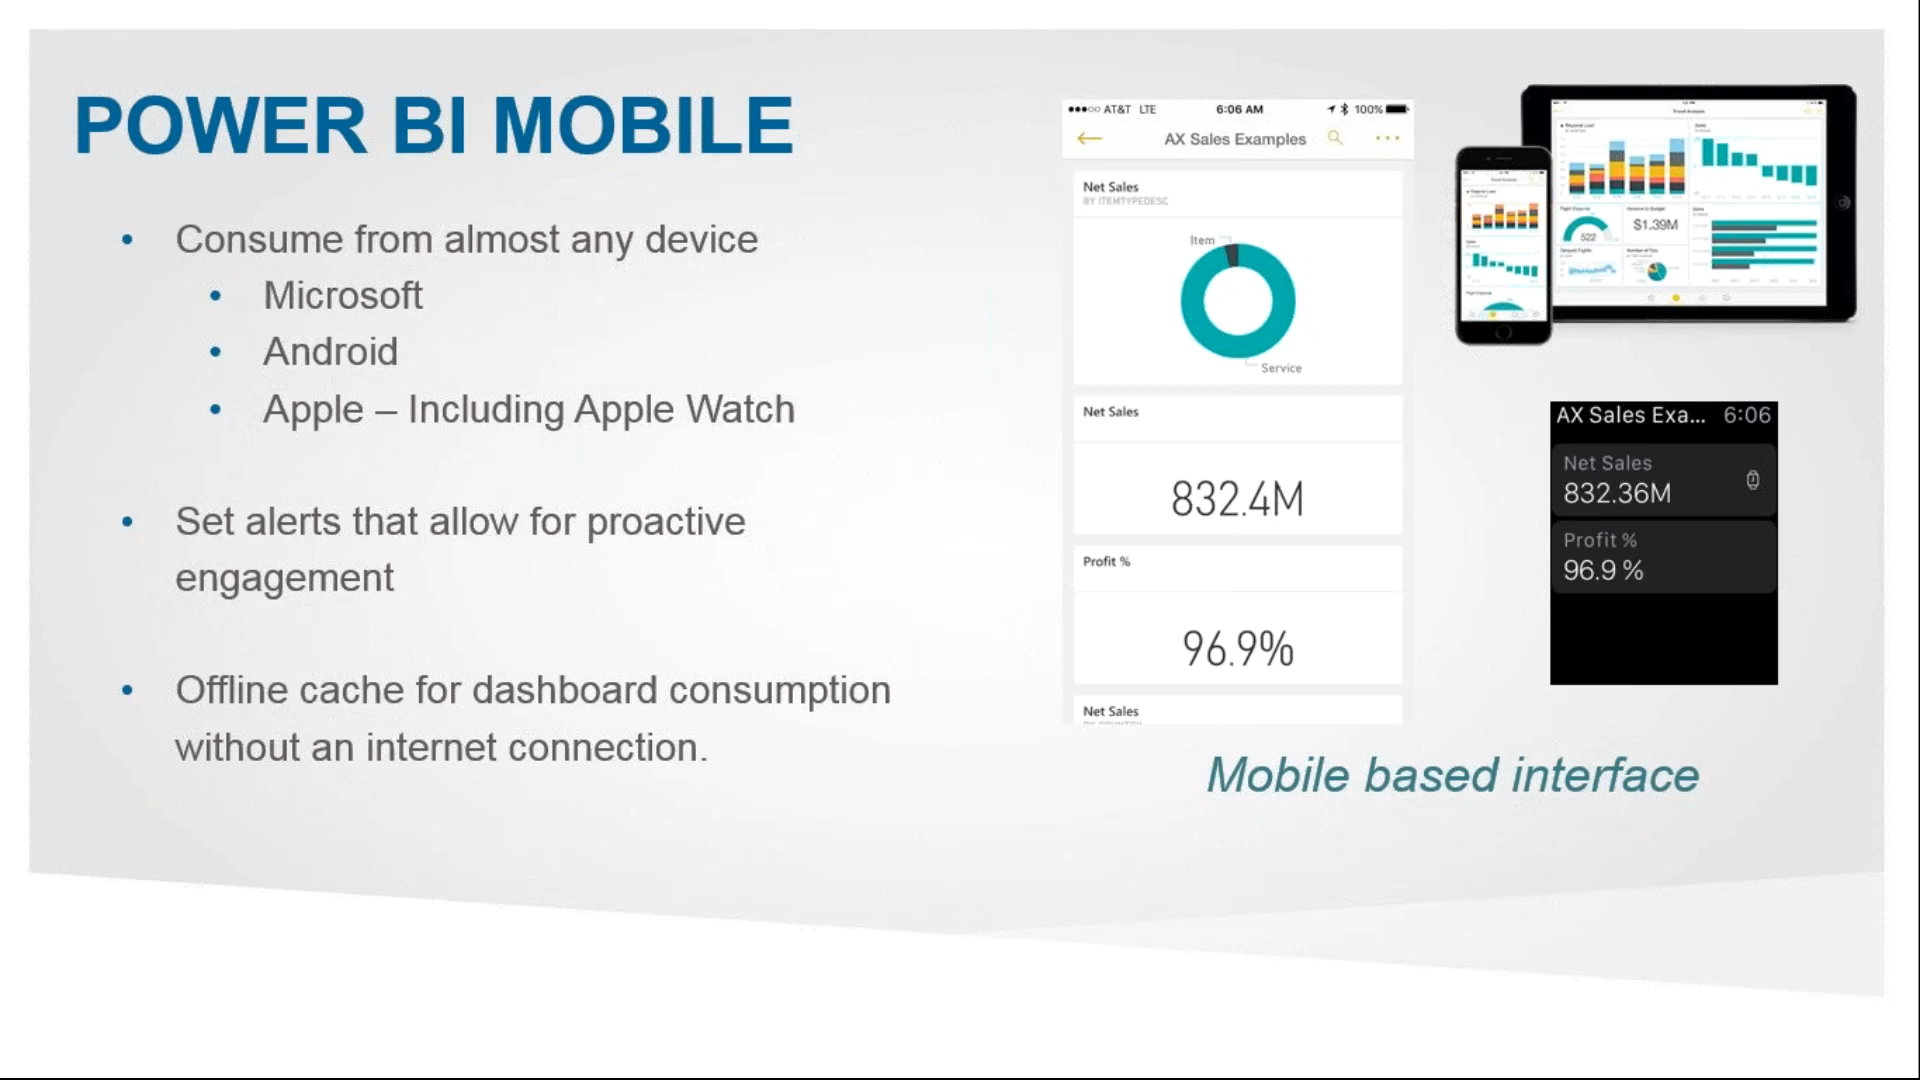 POWER BI MOBILE
• Consume from almost any device
• Microsoft
• Android
• Apple – Including Apple Watch
• Set alerts that allow for proactive
engagement
• Offline cache for dashboard consumption
without an internet connection.
AT&T LTE 6:06 AM 100%
AX Sales Examples
Net Sales
BY ITEMTYPEDESC
Item
Service
Net Sales
832.4M
Profit %
96.9%
Net Sales
522
$1.39M
AX Sales Exa... 6:06
Net Sales
832.36M
Profit %
96.9 %
Mobile based interface